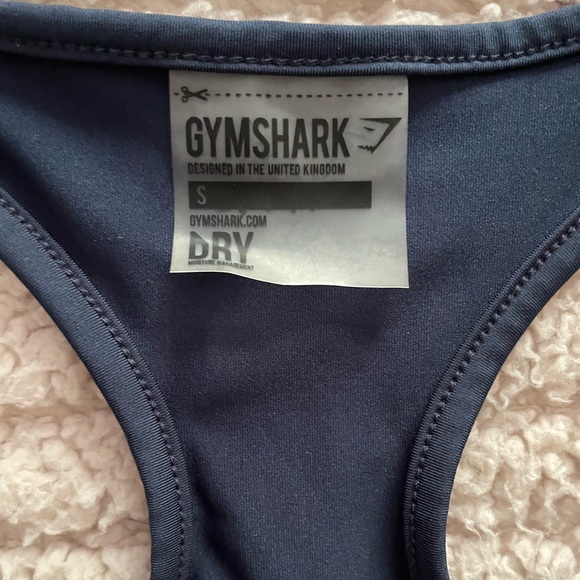 GYMSHARK
DESIGNED IN THE UNITED KINGDOM
S
GYMSHARK.COM
DRY
MOISTURE MANAGEMENT